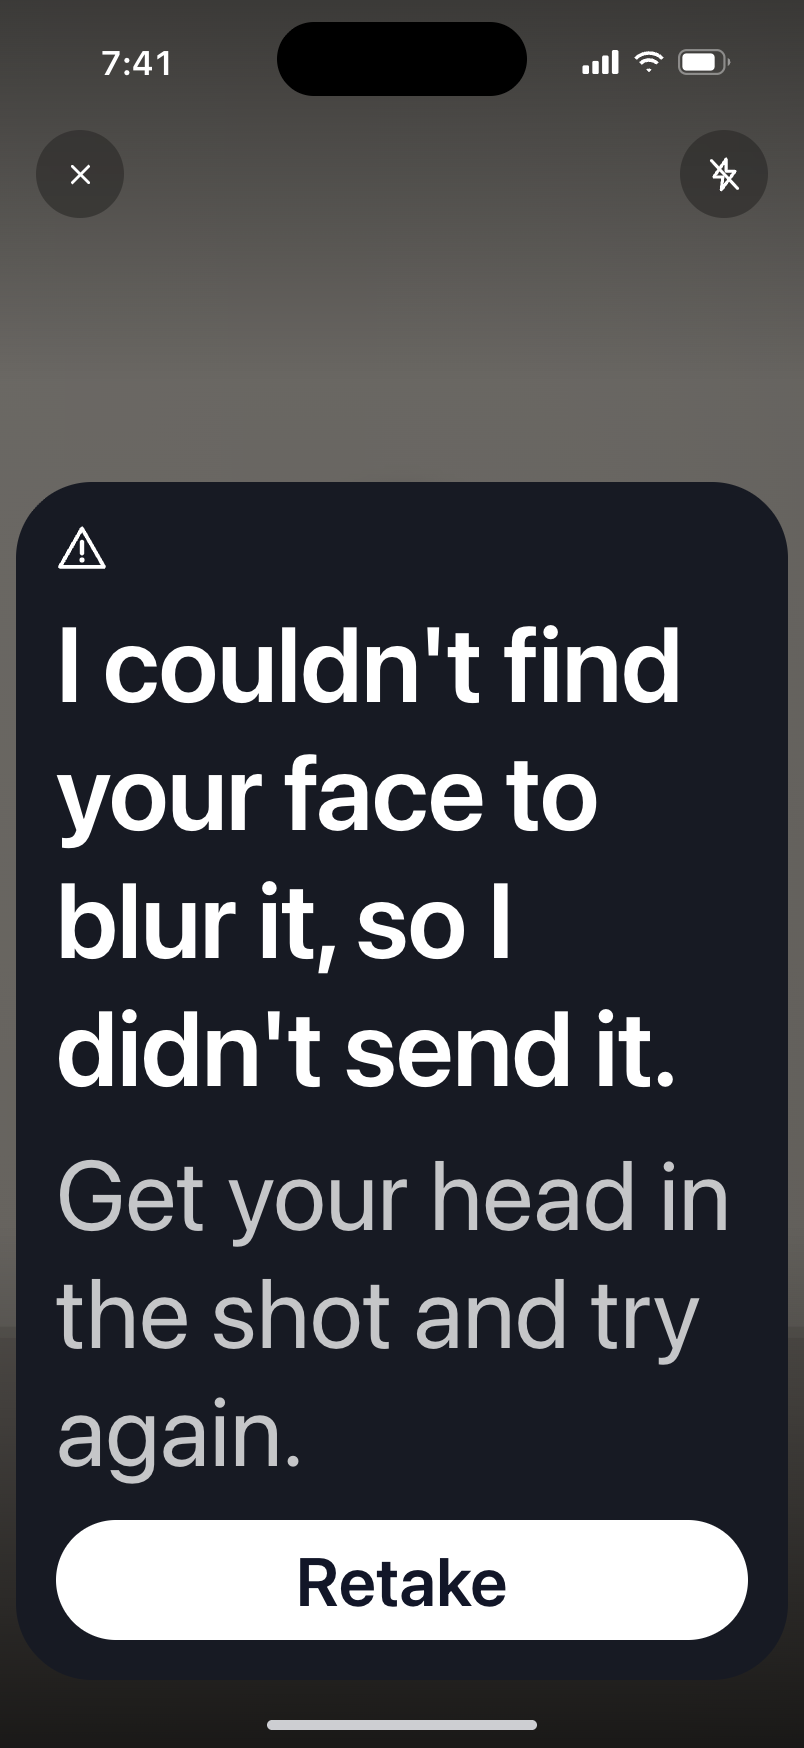 7:41
I couldn't find
your face to
blur it, so I
didn't send it.
Get your head in
the shot and try
again.
Retake